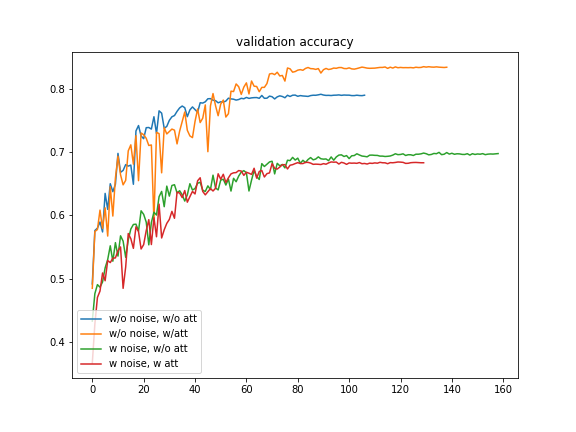 validation accuracy
0.8
0.7
0.6
0.5
0.4
w/o noise, w/o att
w/o noise, w/att
w noise, w/o att
w noise, w att
0 20 40 60 80 100 120 140 160